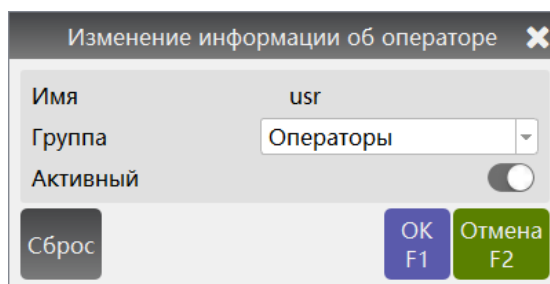 Изменение информации об операторе
Имя usr
Группа Операторы
Активный
Сброс
OK
F1
Отмена
F2